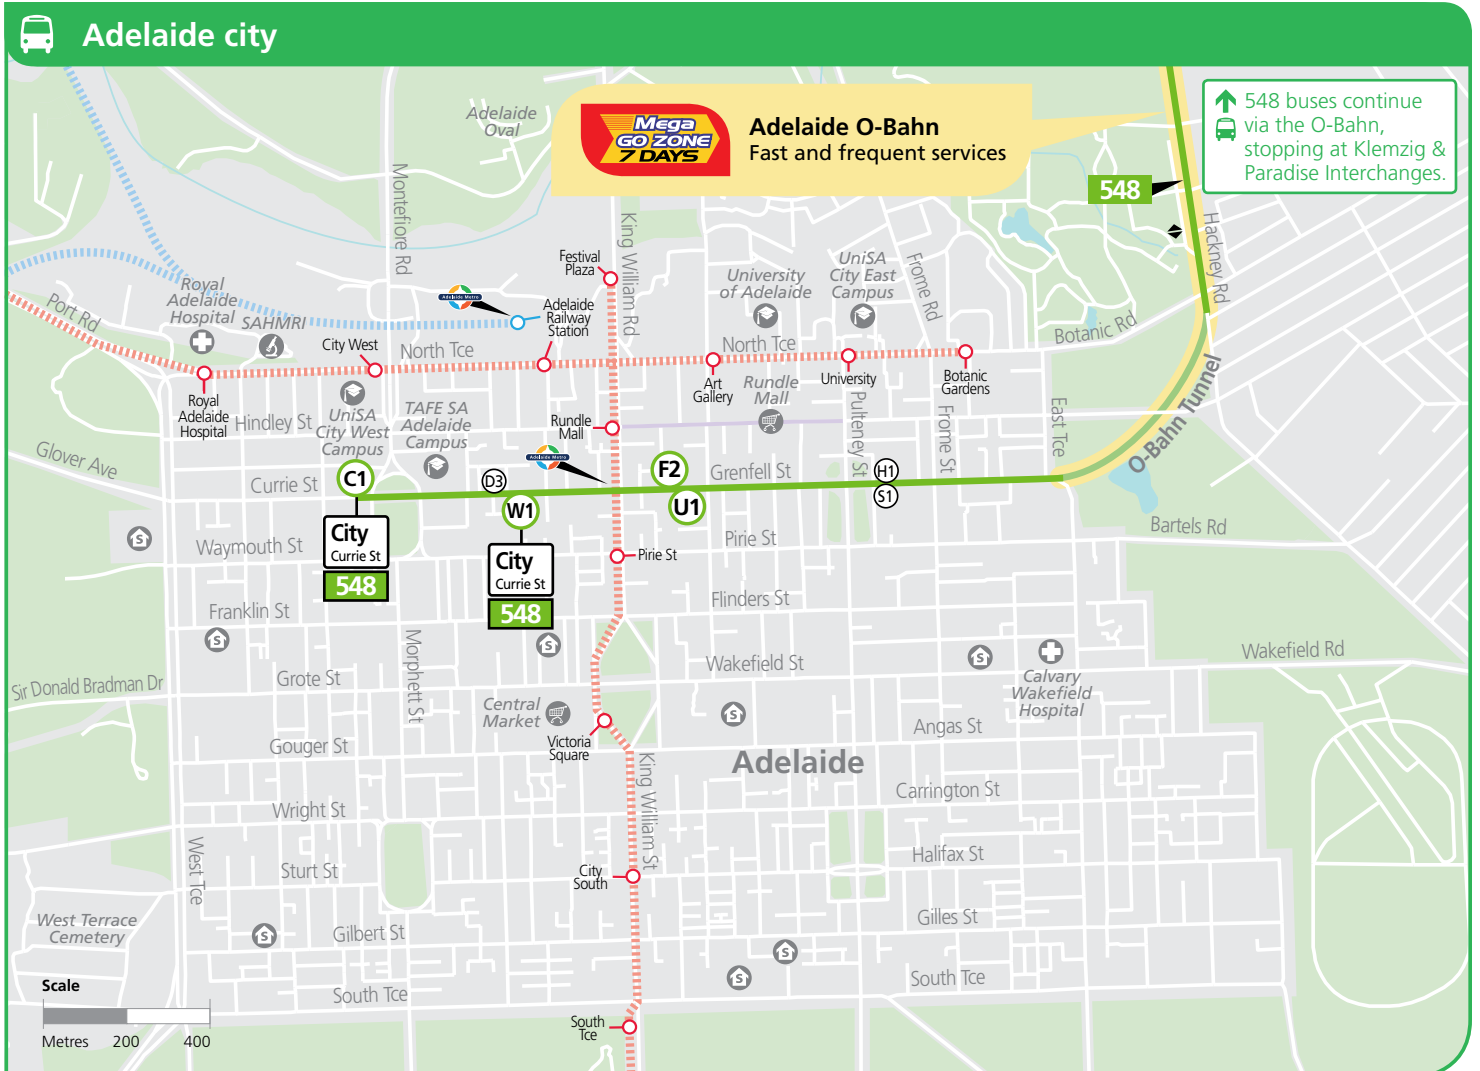 Adelaide city
Adelaide
Oval
Mega
GO ZONE
7 DAYS
Adelaide O-Bahn
Fast and frequent services
548 buses continue
via the O-Bahn,
stopping at Klemzig &
Paradise Interchanges.
548
Hackney Rd
Montefiore Rd
King William Rd
Festival
Plaza
University
of Adelaide
UniSA
City East
Campus
Frome Rd
Botanic Rd
Royal
Adelaide
Hospital
SAHMRI
Port Rd
Adelaide Metro
Adelaide
Railway
Station
City West
North Tce
North Tce
Royal
Adelaide
Hospital
Art
Gallery
Rundle
Mall
University
Botanic
Gardens
Hindley St
UniSA
City West
Campus
TAFE SA
Adelaide
Campus
Rundle
Mall
Pulteney St
Frome St
East Tce
O-Bahn Tunnel
Glover Ave
Adelaide Metro
Currie St
C1
D3
W1
F2
U1
Grenfell St
H1
S1
City
Currie St
548
City
Currie St
548
Waymouth St
Pirie St
Pirie St
Bartels Rd
Franklin St
Flinders St
Morphett St
Wakefield St
Wakefield Rd
Sir Donald Bradman Dr
Grote St
Calvary
Wakefield
Hospital
Central
Market
Victoria
Square
Angas St
Gouger St
Adelaide
King William St
Carrington St
Wright St
West Tce
Sturt St
City
South
Halifax St
West Terrace
Cemetery
Gilbert St
Gilles St
South Tce
South Tce
South
Tce
Scale
Metres 200 400
S
S
S
S
S
S
S
S